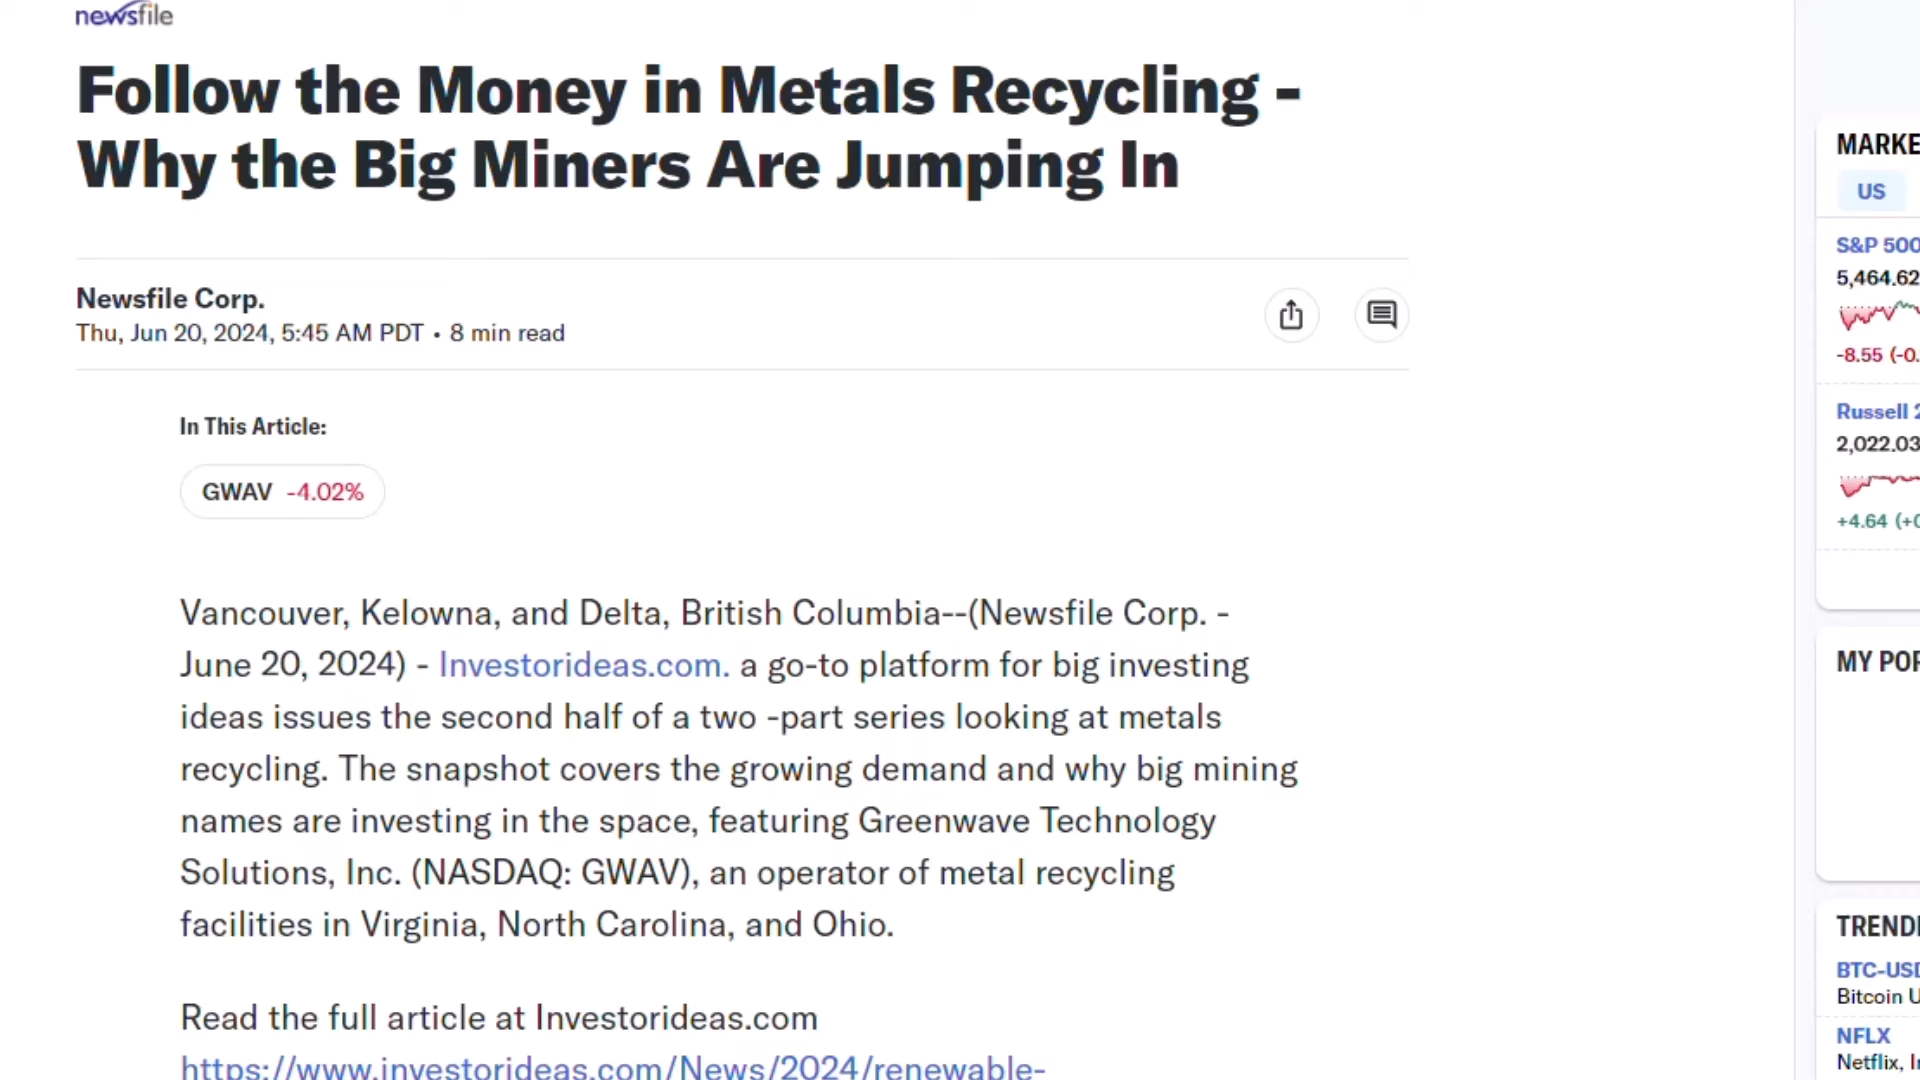 newsfile
Follow the Money in Metals Recycling -
Why the Big Miners Are Jumping In
Newsfile Corp.
Thu, Jun 20, 2024, 5:45 AM PDT • 8 min read
In This Article:
GWAV -4.02%
Vancouver, Kelowna, and Delta, British Columbia--(Newsfile Corp. -
June 20, 2024) - Investorideas.com. a go-to platform for big investing
ideas issues the second half of a two -part series looking at metals
recycling. The snapshot covers the growing demand and why big mining
names are investing in the space, featuring Greenwave Technology
Solutions, Inc. (NASDAQ: GWAV), an operator of metal recycling
facilities in Virginia, North Carolina, and Ohio.
Read the full article at Investorideas.com
https://www.investorideas.com/News/2024/renewable-
MARKE
US
S&P 500
5,464.62
-8.55 (-0.
Russell 2
2,022.03
+4.64 (+0
MY POR
TRENDI
BTC-USD
Bitcoin U
NFLX
Netflix, In